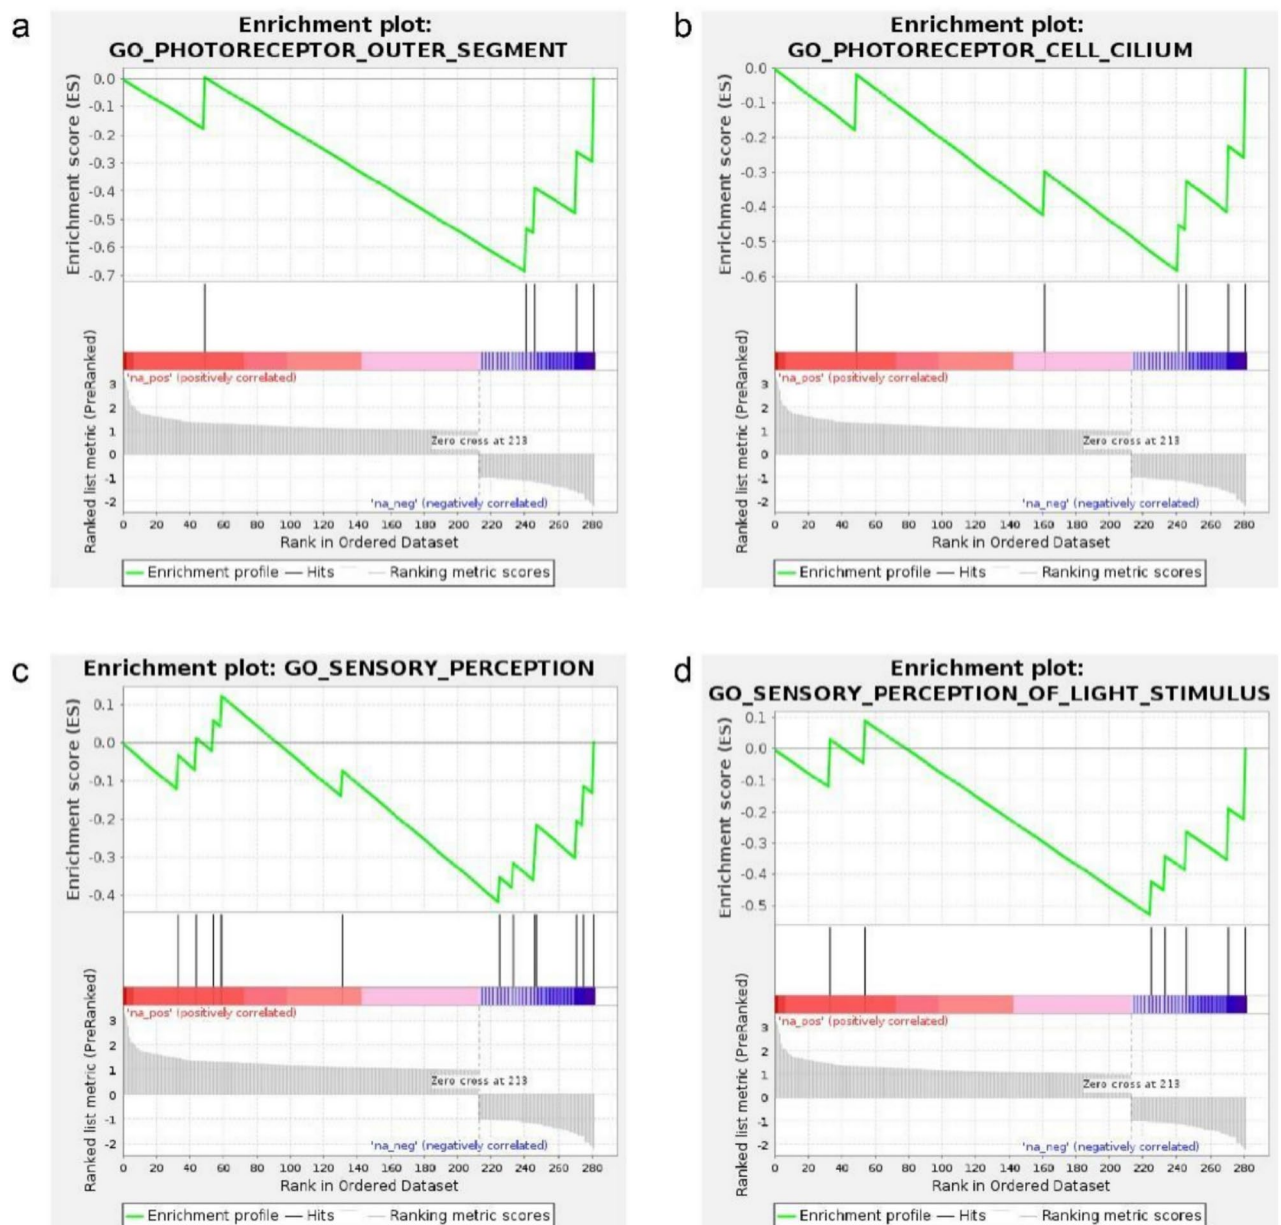 a
Enrichment plot:
GO_PHOTORECEPTOR_OUTER_SEGMENT
Enrichment score (ES)
0.0
-0.1
-0.2
-0.3
-0.4
-0.5
-0.6
-0.7
Ranked list metric (PreRanked)
'na_pos' (positively correlated)
3
2
1
0
-1
-2
Zero cross at 213
'na_neg' (negatively correlated)
0 20 40 60 80 100 120 140 160 180 200 220 240 260 280
Rank in Ordered Dataset
Enrichment profile Hits Ranking metric scores
b
Enrichment plot:
GO_PHOTORECEPTOR_CELL_CILIUM
Enrichment score (ES)
0.0
-0.1
-0.2
-0.3
-0.4
-0.5
-0.6
Ranked list metric (PreRanked)
'na_pos' (positively correlated)
3
2
1
0
-1
-2
Zero cross at 213
'na_neg' (negatively correlated)
0 20 40 60 80 100 120 140 160 180 200 220 240 260 280
Rank in Ordered Dataset
Enrichment profile Hits Ranking metric scores
c
Enrichment plot: GO_SENSORY_PERCEPTION
Enrichment score (ES)
0.1
0.0
-0.1
-0.2
-0.3
-0.4
Ranked list metric (PreRanked)
'na_pos' (positively correlated)
3
2
1
0
-1
-2
Zero cross at 213
'na_neg' (negatively correlated)
0 20 40 60 80 100 120 140 160 180 200 220 240 260 280
Rank in Ordered Dataset
Enrichment profile Hits Ranking metric scores
d
Enrichment plot:
GO_SENSORY_PERCEPTION_OF_LIGHT_STIMULUS
Enrichment score (ES)
0.1
0.0
-0.1
-0.2
-0.3
-0.4
-0.5
Ranked list metric (PreRanked)
'na_pos' (positively correlated)
3
2
1
0
-1
-2
Zero cross at 213
'na_neg' (negatively correlated)
0 20 40 60 80 100 120 140 160 180 200 220 240 260 280
Rank in Ordered Dataset
Enrichment profile Hits Ranking metric scores